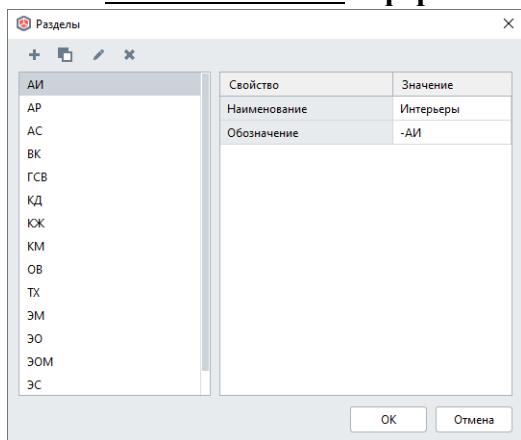 Разделы
АИ
АР
АС
ВК
ГСВ
КД
КЖ
КМ
ОВ
ТХ
ЭМ
ЭО
ЭОМ
ЭС
Свойство Значение
Наименование Интерьеры
Обозначение -АИ
ОК Отмена